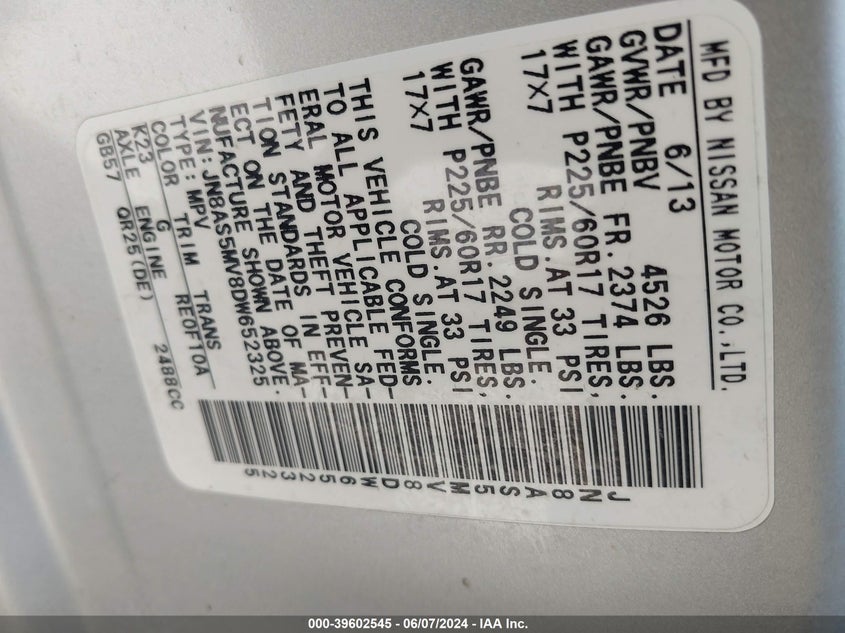 MFD BY NISSAN MOTOR CO.,LTD.
DATE 6/13
GVWR/PNBV 4526 LBS.
GAWR/PNBE FR. 2374 LBS.
WITH P225/60R17 TIRES,
17X7 RIMS.AT 33 PSI
COLD SINGLE.
GAWR/PNBE RR. 2249 LBS.
WITH P225/60R17 TIRES,
17X7 RIMS.AT 33 PSI
COLD SINGLE.
THIS VEHICLE CONFORMS
TO ALL APPLICABLE FED-
ERAL MOTOR VEHICLE SA-
FETY AND THEFT PREVEN-
TION STANDARDS IN EFF-
ECT ON THE DATE OF MA-
NUFACTURE SHOWN ABOVE.
VIN: JN8AS5MV8DW652325
TYPE: MPV
COLOR TRIM TRANS
K23 G RE0F10A
AXLE ENGINE
GB57 QR25(DE) 2488CC
JN8AS5MV8DW652325
000-39602545 - 06/07/2024 - IAA Inc.